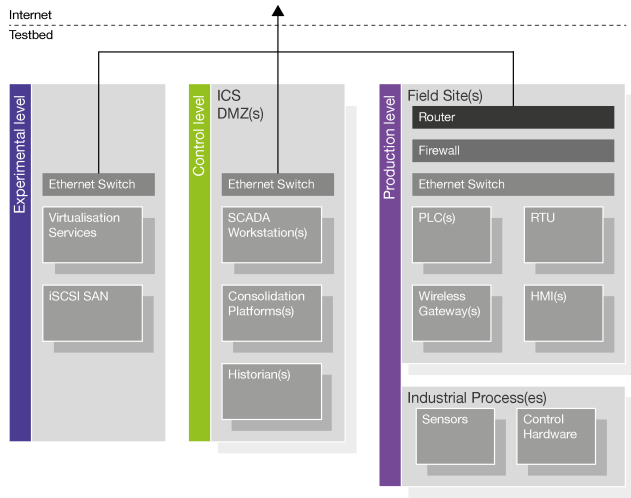 Internet
Testbed
Experimental level
Ethernet Switch
Virtualisation
Services
iSCSI SAN
Control level
ICS
DMZ(s)
Ethernet Switch
SCADA
Workstation(s)
Consolidation
Platforms(s)
Historian(s)
Production level
Field Site(s)
Router
Firewall
Ethernet Switch
PLC(s)
RTU
Wireless
Gateway(s)
HMI(s)
Industrial Process(es)
Sensors
Control
Hardware